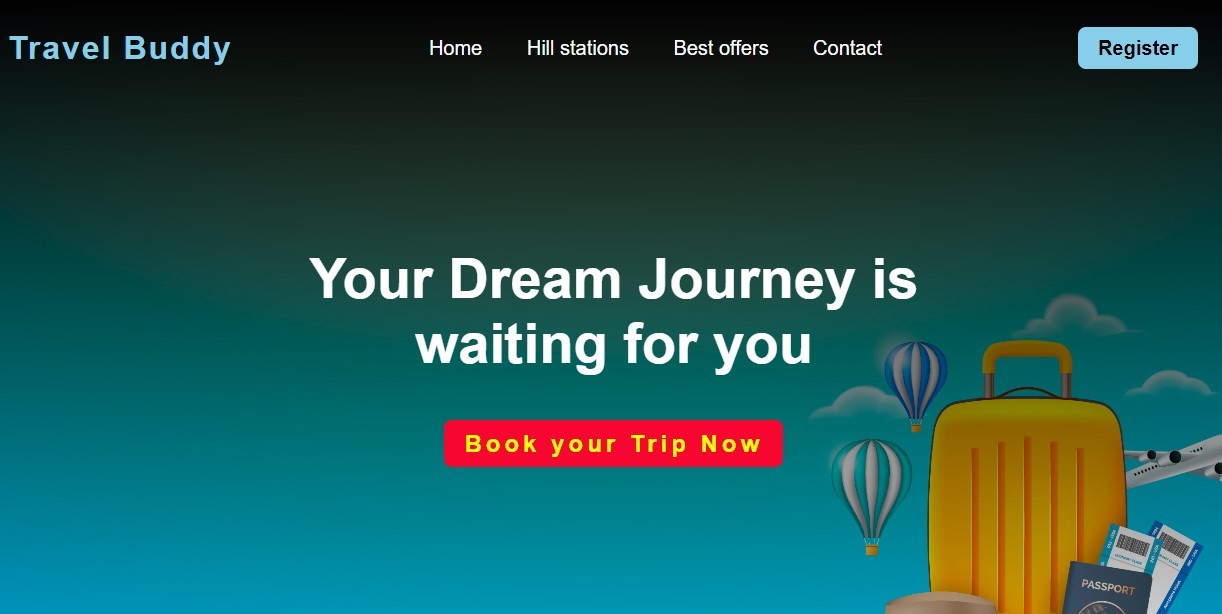 Travel Buddy
Home
Hill stations
Best offers
Contact
Register
Your Dream Journey is
waiting for you
Book your Trip Now
PASSPORT